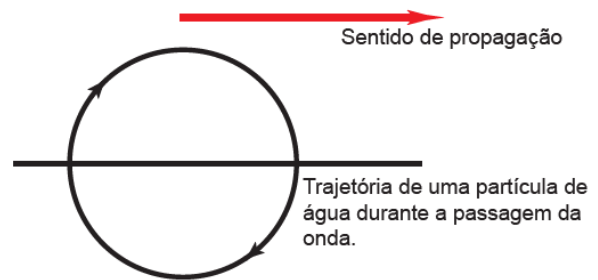 Sentido de propagação
Trajetória de uma partícula de
água durante a passagem da
onda.